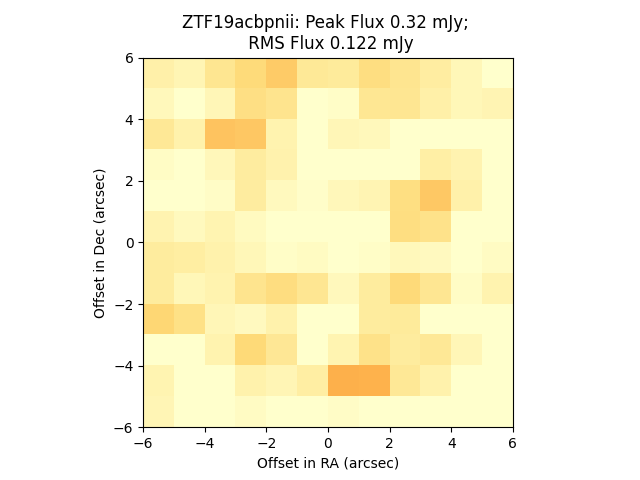 ZTF19acbpnii: Peak Flux 0.32 mJy;
RMS Flux 0.122 mJy
6
4
2
0
−2
−4
−6
Offset in Dec (arcsec)
−6 −4 −2 0 2 4 6
Offset in RA (arcsec)